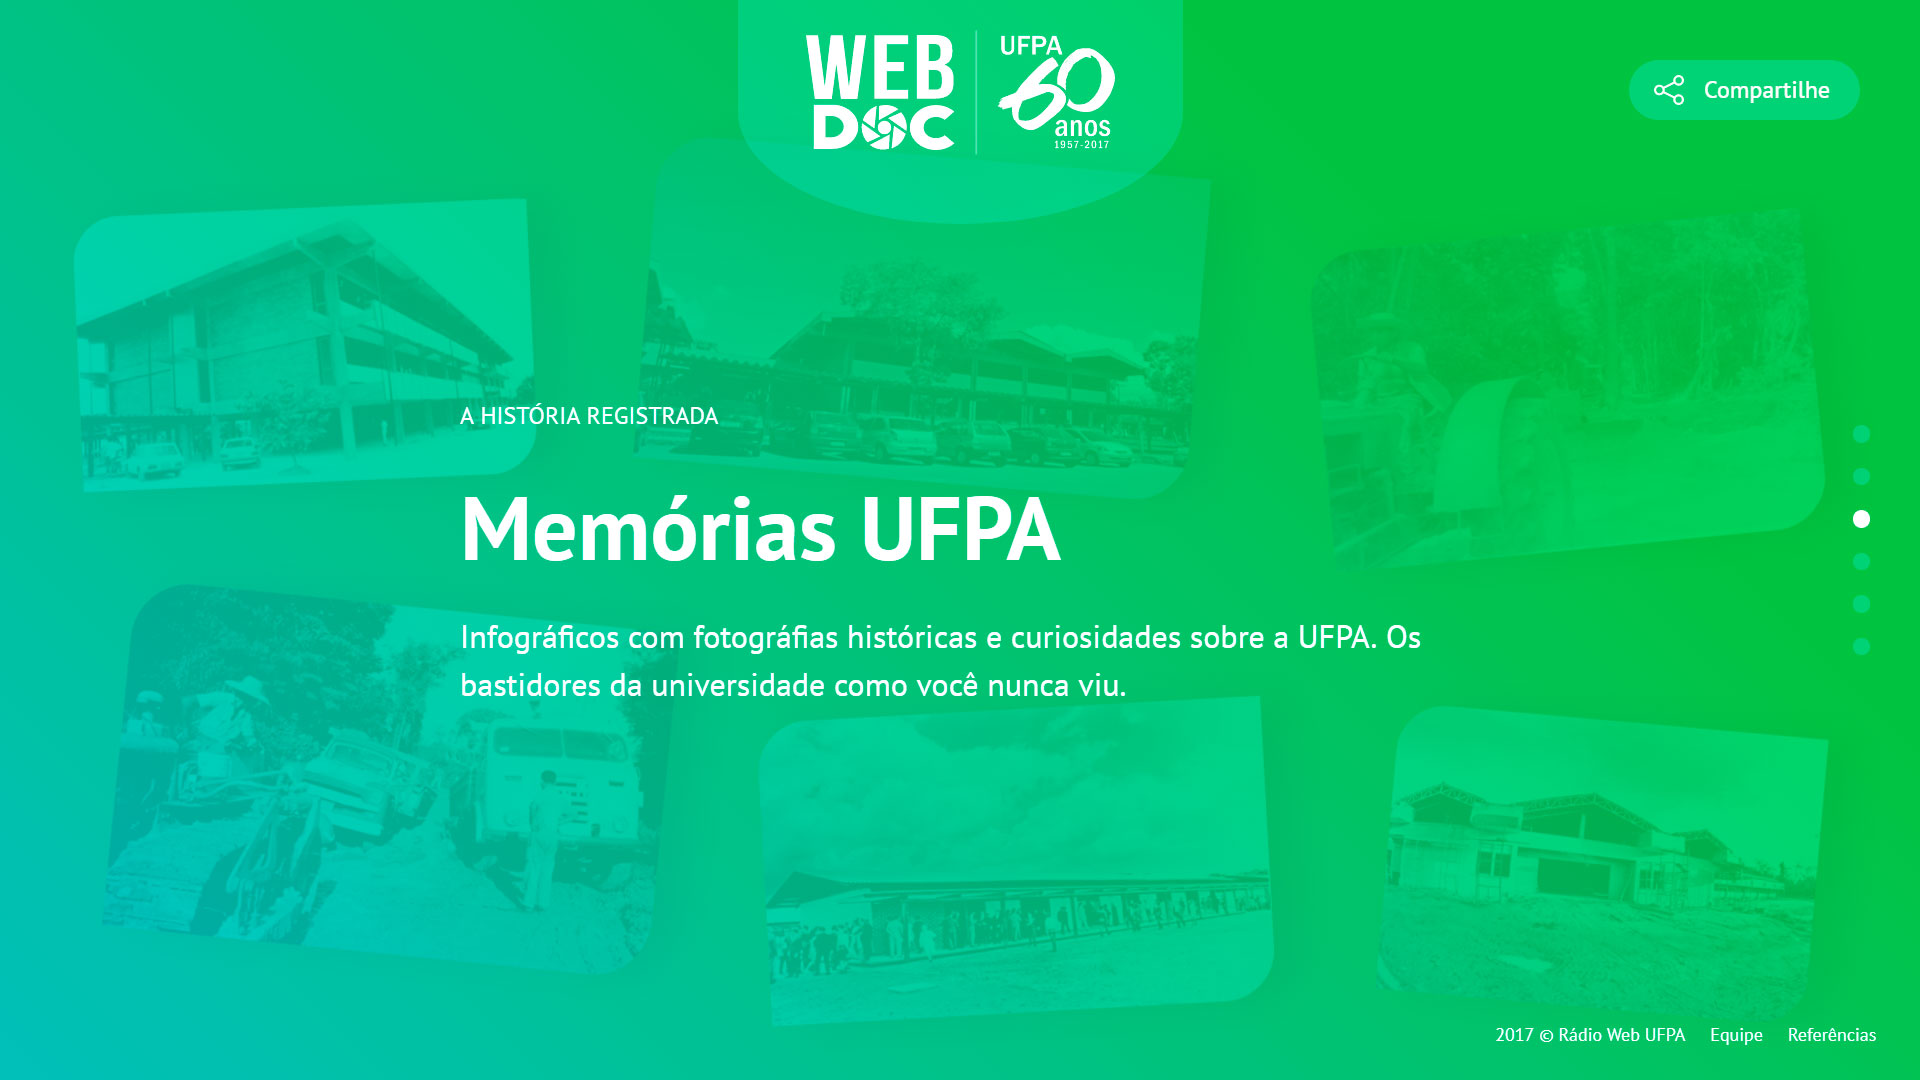 WEB
DOC
UFPA
60
anos
1957-2017
Compartilhe
A HISTÓRIA REGISTRADA
Memórias UFPA
Infográficos com fotográfias históricas e curiosidades sobre a UFPA. Os
bastidores da universidade como você nunca viu.
2017 © Rádio Web UFPA Equipe Referências